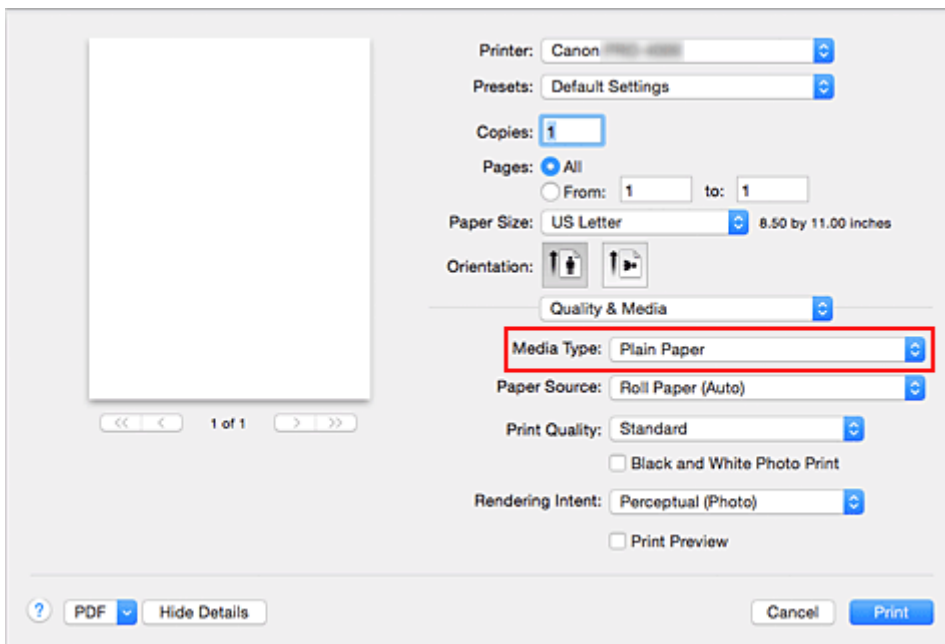 Printer: Canon
Presets: Default Settings
Copies: 1
Pages: All
From: 1 to: 1
Paper Size: US Letter 8.50 by 11.00 inches
Orientation:
Quality & Media
Media Type: Plain Paper
Paper Source: Roll Paper (Auto)
1 of 1
Print Quality: Standard
Black and White Photo Print
Rendering Intent: Perceptual (Photo)
Print Preview
? PDF Hide Details Cancel Print